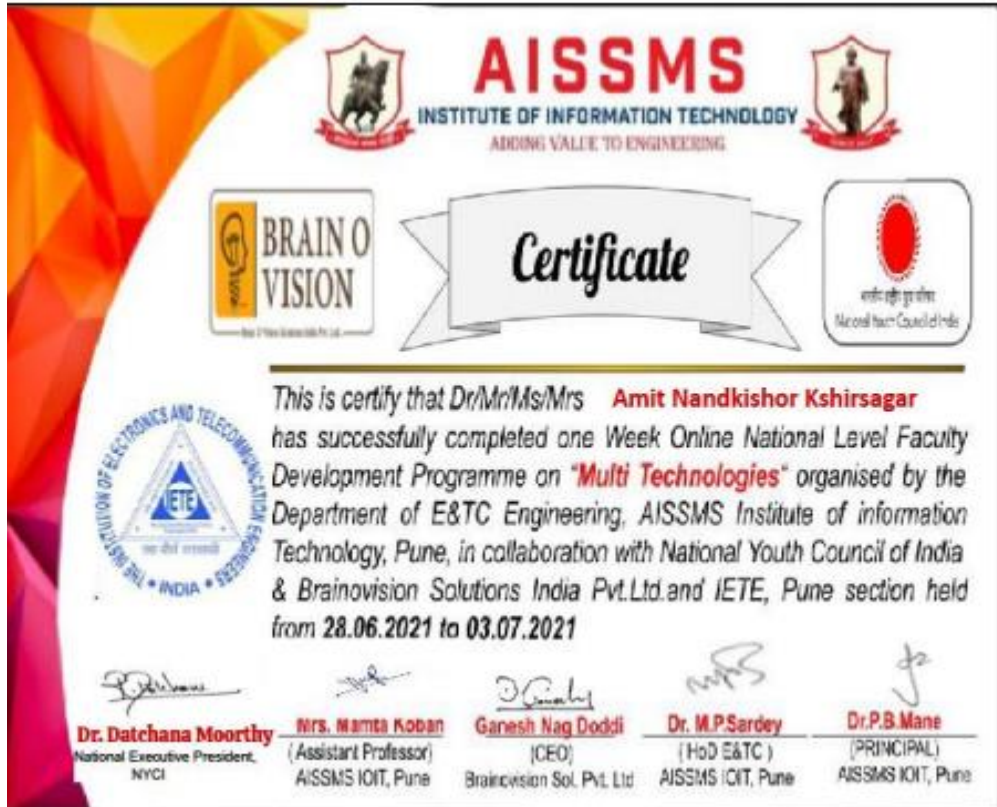 AISSMS
INSTITUTE OF INFORMATION TECHNOLOGY
ADDING VALUE TO ENGINEERING
BRAIN O
VISION
Certificate
National Youth Council of India
This is certify that Dr/Mr/Ms/Mrs Amit Nandkishor Kshirsagar
has successfully completed one Week Online National Level Faculty
Development Programme on "Multi Technologies" organised by the
Department of E&TC Engineering, AISSMS Institute of information
Technology, Pune, in collaboration with National Youth Council of India
& Brainovision Solutions India Pvt.Ltd.and IETE, Pune section held
from 28.06.2021 to 03.07.2021
THE INSTITUTION OF ELECTRONICS AND TELECOMMUNICATION ENGINEERS
IETE
• INDIA •
Dr. Datchana Moorthy
National Executive President,
NYCI
Mrs. Mamta Koban
(Assistant Professor)
AISSMS IOIT, Pune
Ganesh Nag Doddi
(CEO)
Brainovision Sol. Pvt. Ltd
Dr. M.P.Sardey
(HoD E&TC)
AISSMS IOIT, Pune
Dr.P.B.Mane
(PRINCIPAL)
AISSMS IOIT, Pune